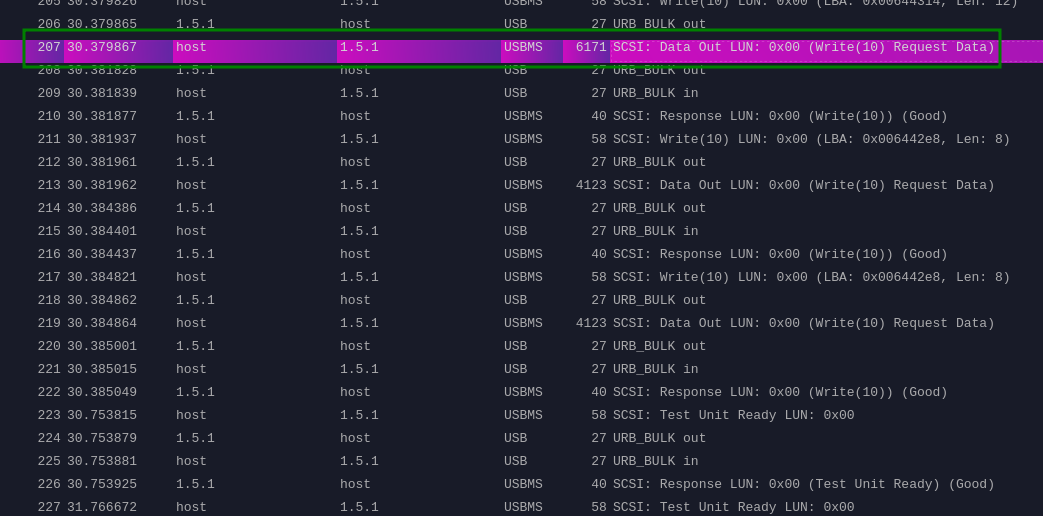 205 30.379826 host 1.5.1 USBMS 58 SCSI: Write(10) LUN: 0x00 (LBA: 0x00644314, Len: 12)
206 30.379865 1.5.1 host USB 27 URB_BULK out
207 30.379867 host 1.5.1 USBMS 6171 SCSI: Data Out LUN: 0x00 (Write(10) Request Data)
208 30.381828 1.5.1 host USB 27 URB_BULK out
209 30.381839 host 1.5.1 USB 27 URB_BULK in
210 30.381877 1.5.1 host USBMS 40 SCSI: Response LUN: 0x00 (Write(10)) (Good)
211 30.381937 host 1.5.1 USBMS 58 SCSI: Write(10) LUN: 0x00 (LBA: 0x006442e8, Len: 8)
212 30.381961 1.5.1 host USB 27 URB_BULK out
213 30.381962 host 1.5.1 USBMS 4123 SCSI: Data Out LUN: 0x00 (Write(10) Request Data)
214 30.384386 1.5.1 host USB 27 URB_BULK out
215 30.384401 host 1.5.1 USB 27 URB_BULK in
216 30.384437 1.5.1 host USBMS 40 SCSI: Response LUN: 0x00 (Write(10)) (Good)
217 30.384821 host 1.5.1 USBMS 58 SCSI: Write(10) LUN: 0x00 (LBA: 0x006442e8, Len: 8)
218 30.384862 1.5.1 host USB 27 URB_BULK out
219 30.384864 host 1.5.1 USBMS 4123 SCSI: Data Out LUN: 0x00 (Write(10) Request Data)
220 30.385001 1.5.1 host USB 27 URB_BULK out
221 30.385015 host 1.5.1 USB 27 URB_BULK in
222 30.385049 1.5.1 host USBMS 40 SCSI: Response LUN: 0x00 (Write(10)) (Good)
223 30.753815 host 1.5.1 USBMS 58 SCSI: Test Unit Ready LUN: 0x00
224 30.753879 1.5.1 host USB 27 URB_BULK out
225 30.753881 host 1.5.1 USB 27 URB_BULK in
226 30.753925 1.5.1 host USBMS 40 SCSI: Response LUN: 0x00 (Test Unit Ready) (Good)
227 31.766672 host 1.5.1 USBMS 58 SCSI: Test Unit Ready LUN: 0x00